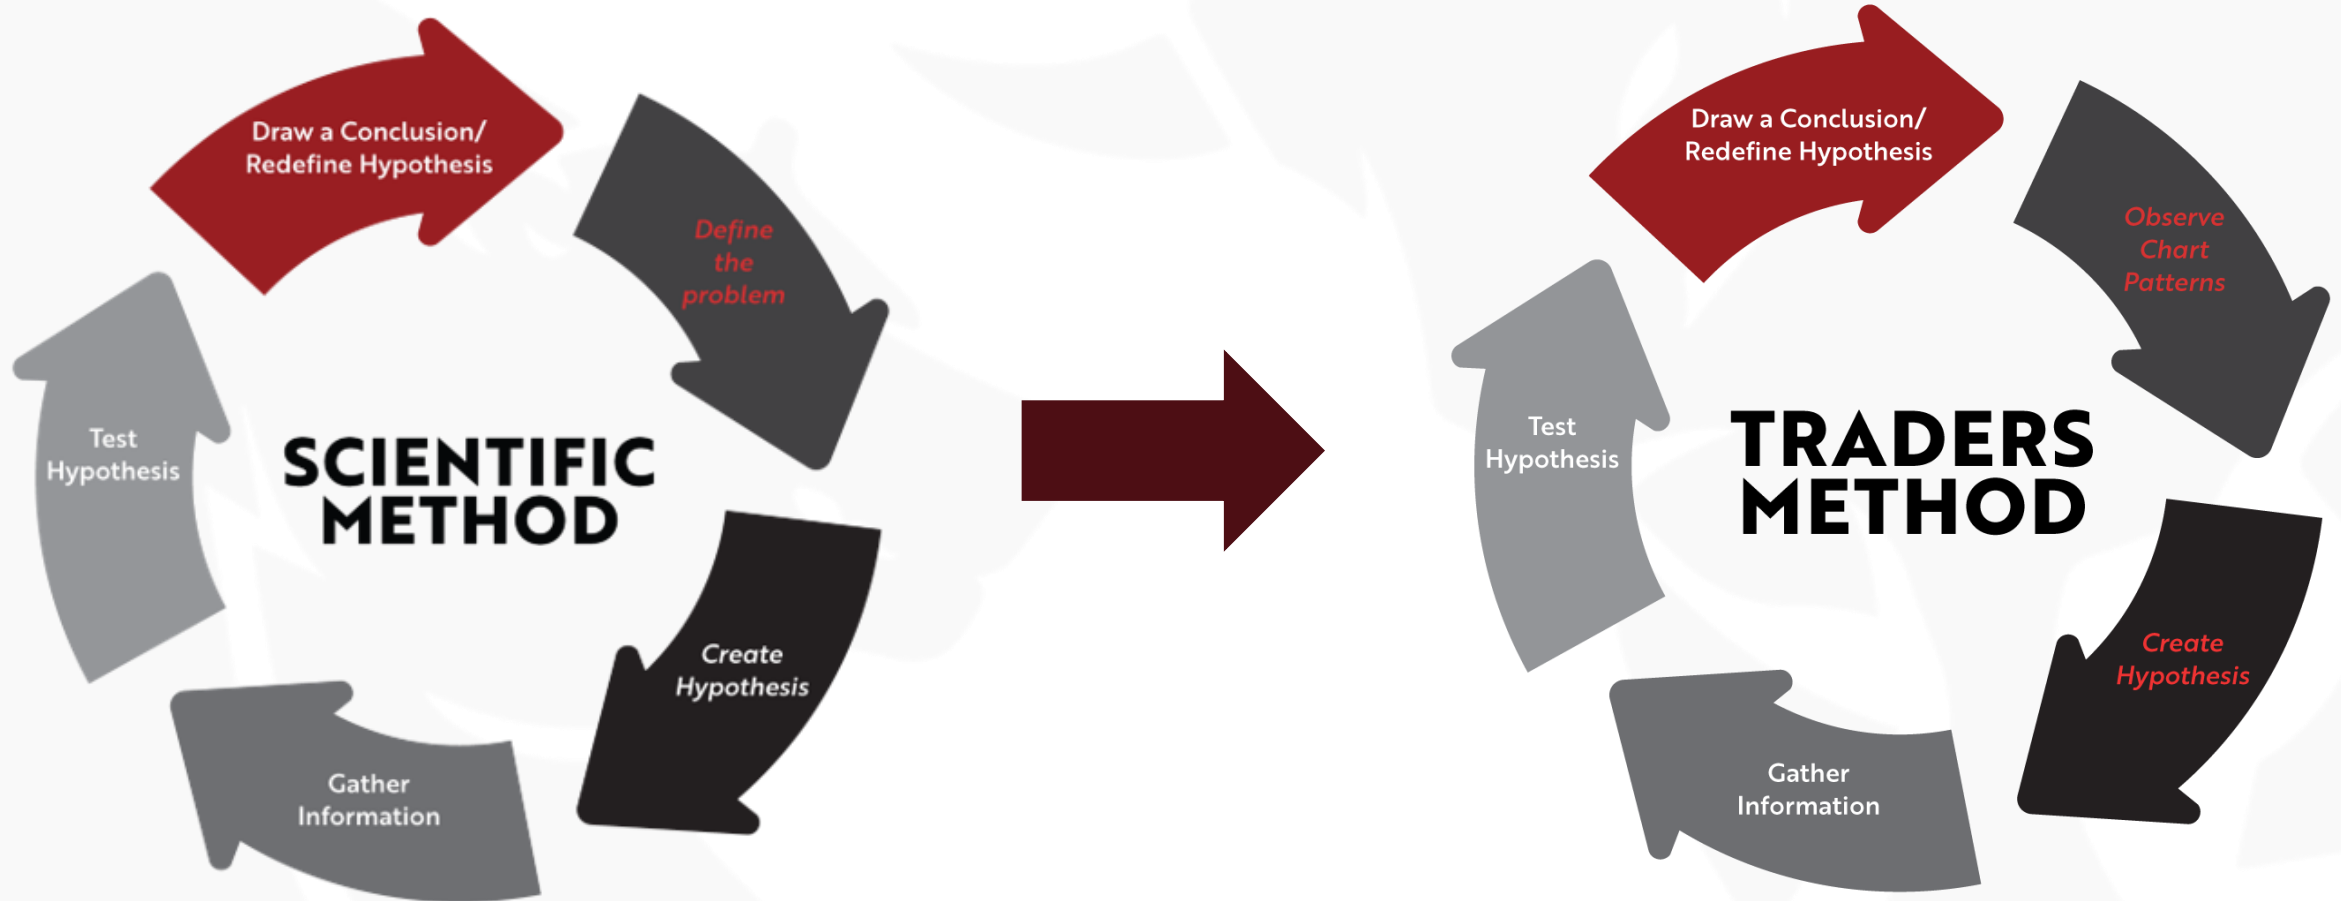 Draw a Conclusion/
Redefine Hypothesis
Define
the
problem
Create
Hypothesis
Gather
Information
Test
Hypothesis
SCIENTIFIC
METHOD
Draw a Conclusion/
Redefine Hypothesis
Observe
Chart
Patterns
Create
Hypothesis
Gather
Information
Test
Hypothesis
TRADERS
METHOD